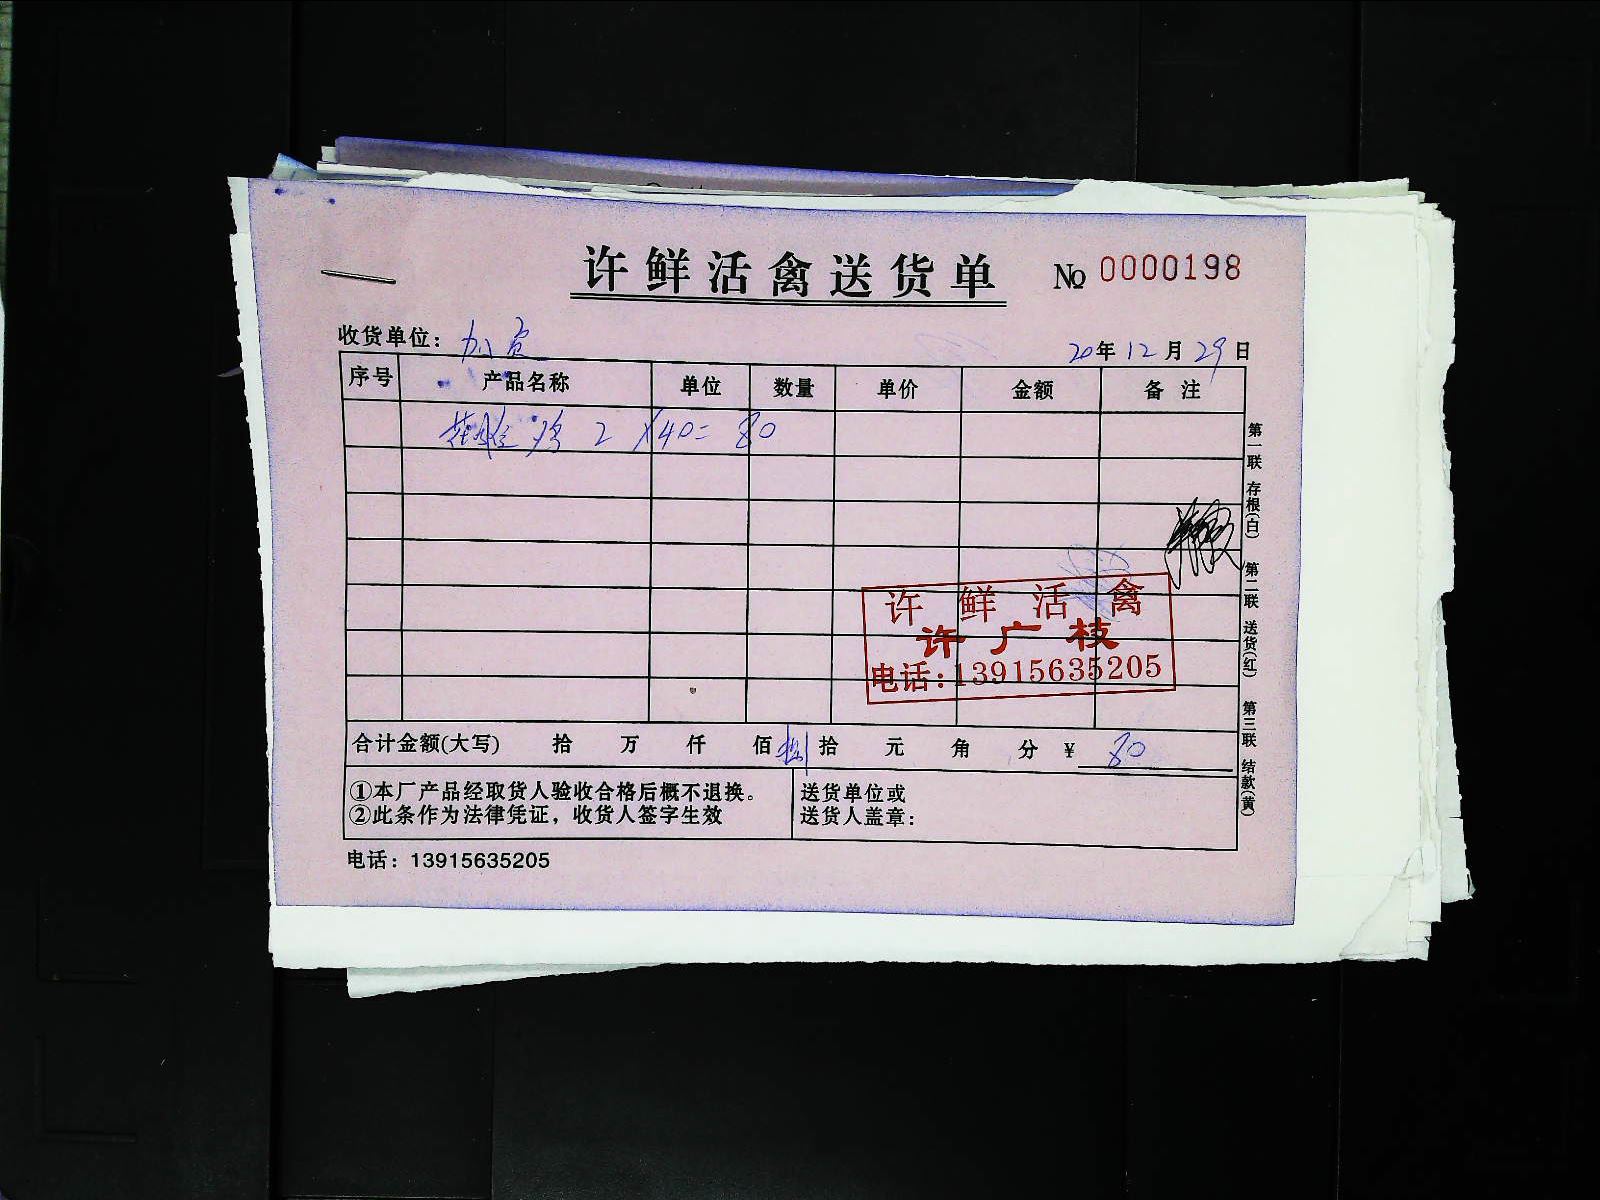 许鲜活禽送货单 No 0000198
收货单位:
20年12月29日
序号 产品名称 单位 数量 单价 金额 备注
鸡 2 X40= 80
许鲜活禽
许广枝
电话:13915635205
合计金额(大写) 拾 万 仟 佰 捌拾 元 角 分 ¥ 80
①本厂产品经取货人验收合格后概不退换。
②此条作为法律凭证，收货人签字生效
送货单位或
送货人盖章：
电话：13915635205
第一联 存根(白) 第二联 送货(红) 第三联 结款(黄)